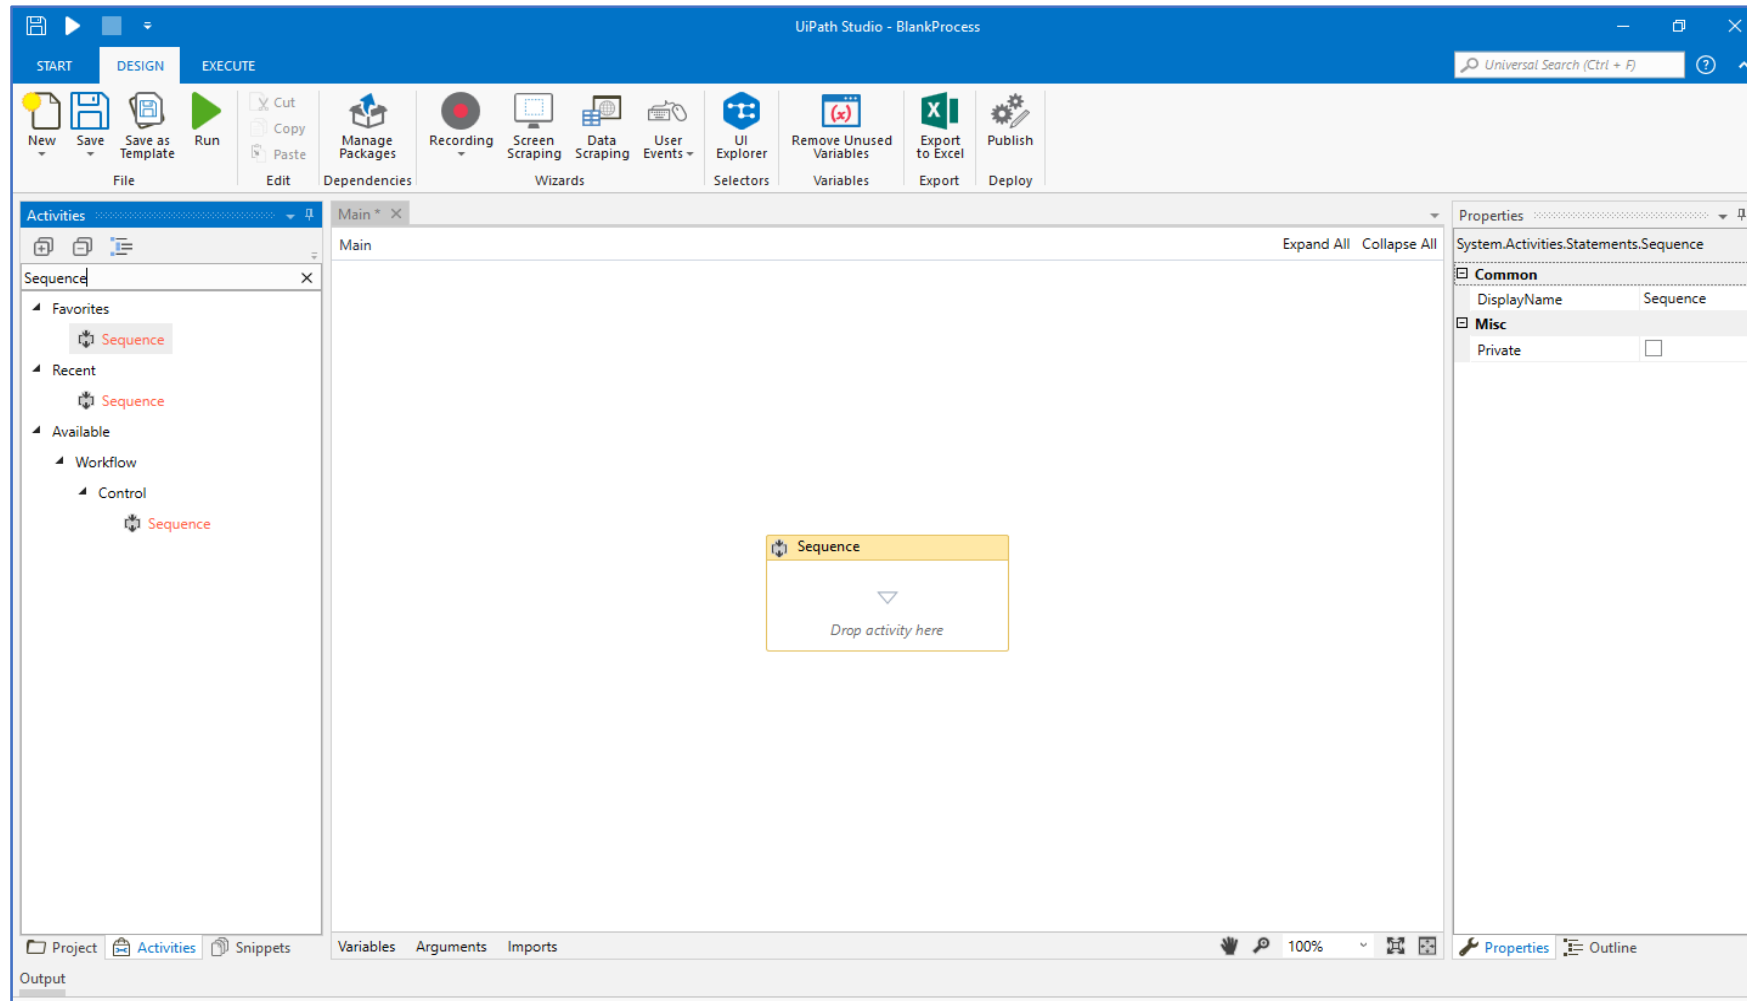 UiPath Studio - BlankProcess
START DESIGN EXECUTE
Universal Search (Ctrl + F)
New
Save
Save as
Template
Run
File
Cut
Copy
Paste
Edit
Manage
Packages
Dependencies
Recording
Screen
Scraping
Data
Scraping
User
Events
Wizards
UI
Explorer
Selectors
Remove Unused
Variables
Variables
Export
to Excel
Export
Publish
Deploy
Activities
Sequence
Favorites
Sequence
Recent
Sequence
Available
Workflow
Control
Sequence
Project Activities Snippets
Main *
Main
Expand All Collapse All
Sequence
Drop activity here
Variables Arguments Imports
100%
Properties
System.Activities.Statements.Sequence
Common
DisplayName Sequence
Misc
Private
Properties Outline
Output